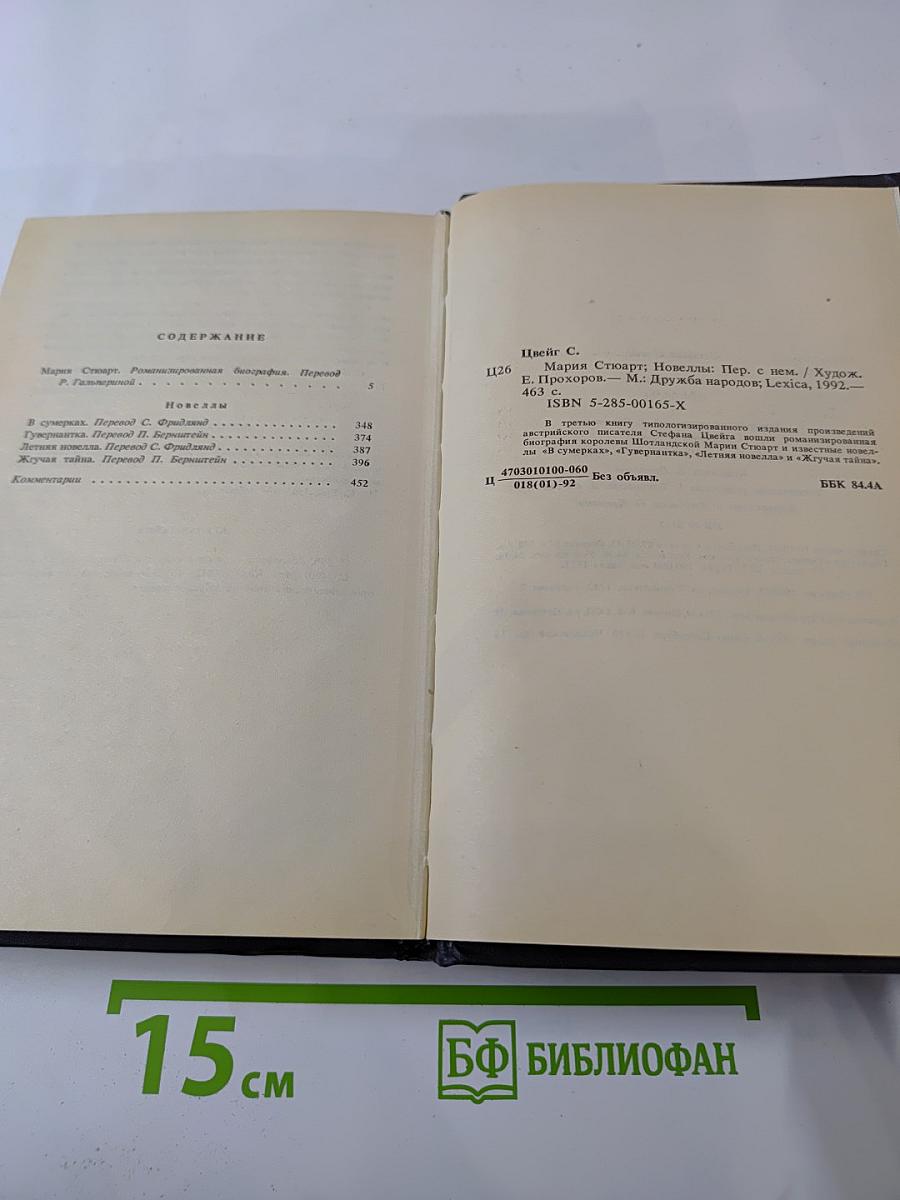 СОДЕРЖАНИЕ
Мария Стюарт. Романизированная биография. Перевод
Р. Гальпериной . . . . . . . . . . . . . . . . 5
Новеллы
В сумерках. Перевод С. Фридлянд . . . . . . . . . . . . . 348
Гувернантка. Перевод П. Бернштейн . . . . . . . . . . . . 374
Летняя новелла. Перевод С. Фридлянд . . . . . . . . . . . 387
Жгучая тайна. Перевод П. Бернштейн . . . . . . . . . . 396
Комментарии . . . . . . . . . . . . . . . . . . . . . 452
Цвейг С.
Ц26 Мария Стюарт; Новеллы: Пер. с нем. / Худож.
Е. Прохоров.— М.: Дружба народов; Lexica, 1992.—
463 с.
ISBN 5-285-00165-X
В третью книгу типологизированного издания произведений
австрийского писателя Стефана Цвейга вошли романизированная
биография королевы Шотландской Марии Стюарт и известные новел-
лы «В сумерках», «Гувернантка», «Летняя новелла» и «Жгучая тайна».
Ц 4703010100-060 Без объявл. ББК 84.4А
018(01)-92
15 см
БФ БИБЛИОФАН